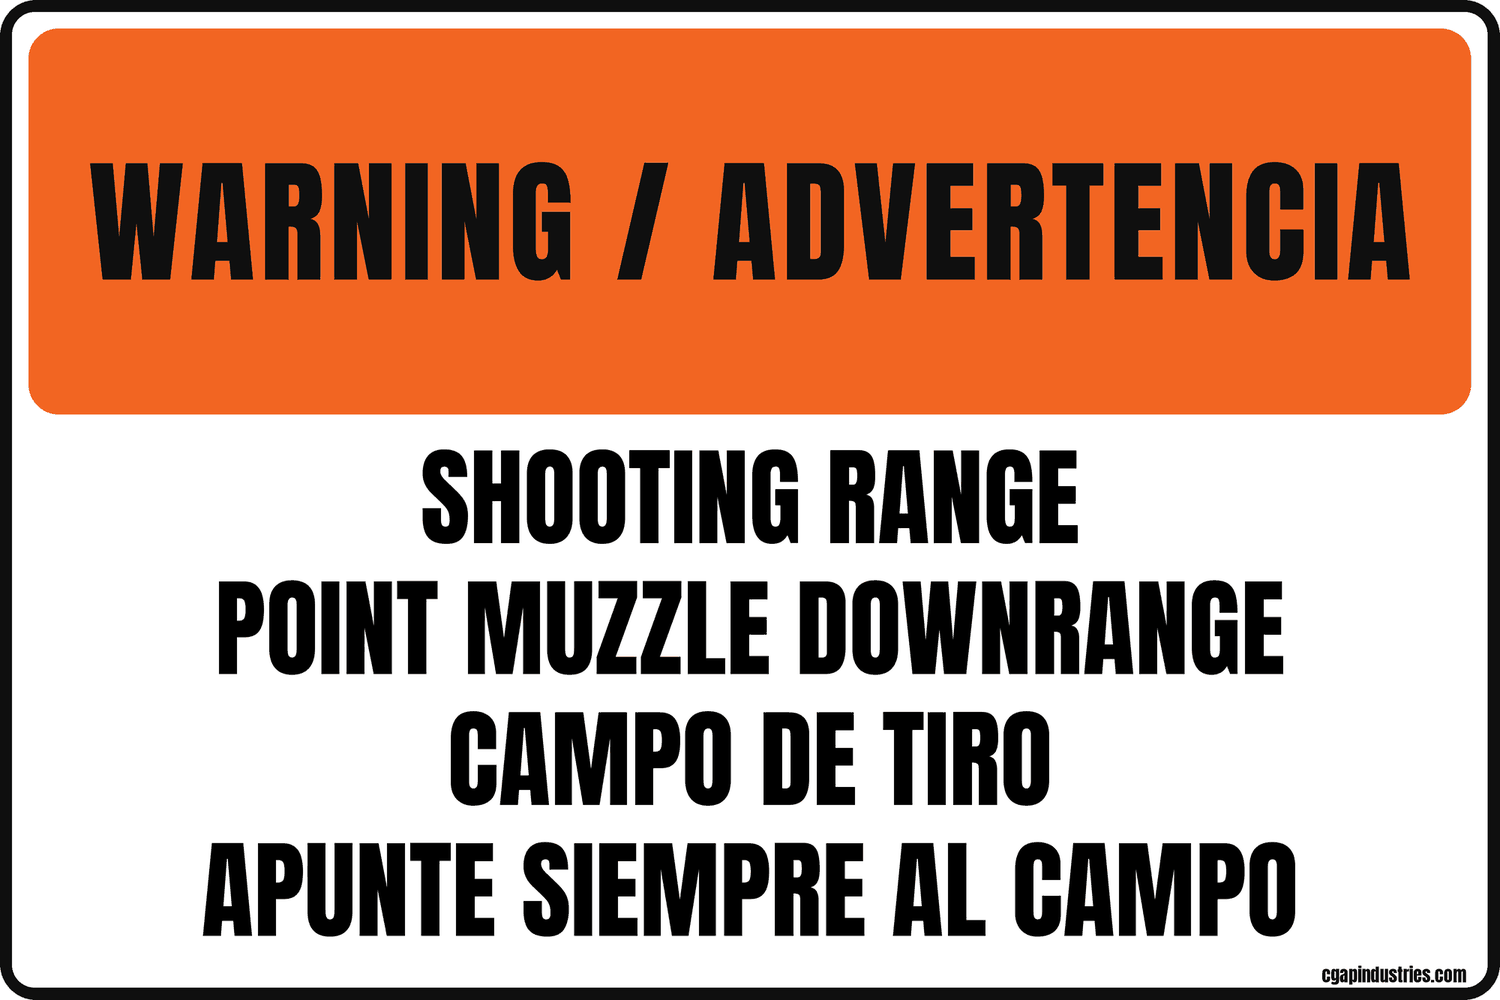 WARNING / ADVERTENCIA
SHOOTING RANGE
POINT MUZZLE DOWNRANGE
CAMPO DE TIRO
APUNTE SIEMPRE AL CAMPO
cgapindustries.com